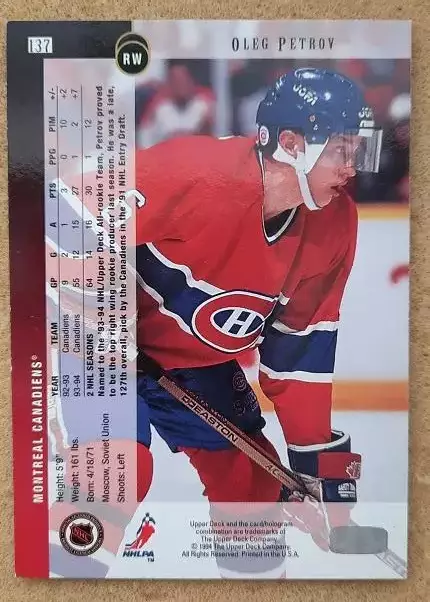 137
RW
OLEG PETROV
MONTREAL CANADIENS®
Height: 5'9"
Weight: 161 lbs.
Born: 4/18/71
Moscow, Soviet Union
Shoots: Left
YEAR TEAM GP G A PTS PPG PIM +/-
92-93 Canadiens 9 2 1 3 0 10 +2
93-94 Canadiens 55 12 15 27 1 2 +7
2 NHL SEASONS 64 14 16 30 1 12
Named to the '93-94 NHL/Upper Deck All-rookie Team, Petrov proved
to be the top right wing rookie producer last season. He was a late,
127th overall, pick by the Canadiens in the '91 NHL Entry Draft.
JOFA
EASTON
NHL
NHLPA
TM
Upper Deck and the card/hologram
combination are trademarks of
The Upper Deck Company.
© 1994 The Upper Deck Company.
All Rights Reserved. Printed in the U.S.A.